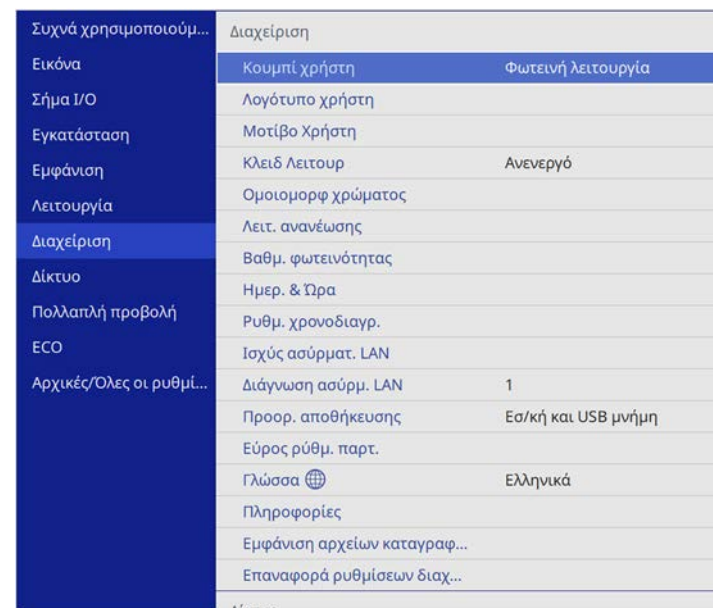 Συχνά χρησιμοποιούμ...
Εικόνα
Σήμα I/O
Εγκατάσταση
Εμφάνιση
Λειτουργία
Διαχείριση
Δίκτυο
Πολλαπλή προβολή
ECO
Αρχικές/Όλες οι ρυθμί...
Διαχείριση
Κουμπί χρήστη Φωτεινή λειτουργία
Λογότυπο χρήστη
Μοτίβο Χρήστη
Κλειδ Λειτουρ Ανενεργό
Ομοιομορφ χρώματος
Λειτ. ανανέωσης
Βαθμ. φωτεινότητας
Ημερ. & Ώρα
Ρυθμ. χρονοδιαγρ.
Ισχύς ασύρματ. LAN
Διάγνωση ασύρμ. LAN 1
Προορ. αποθήκευσης Εσ/κή και USB μνήμη
Εύρος ρύθμ. παρτ.
Γλώσσα Ελληνικά
Πληροφορίες
Εμφάνιση αρχείων καταγραφ...
Επαναφορά ρυθμίσεων διαχ...